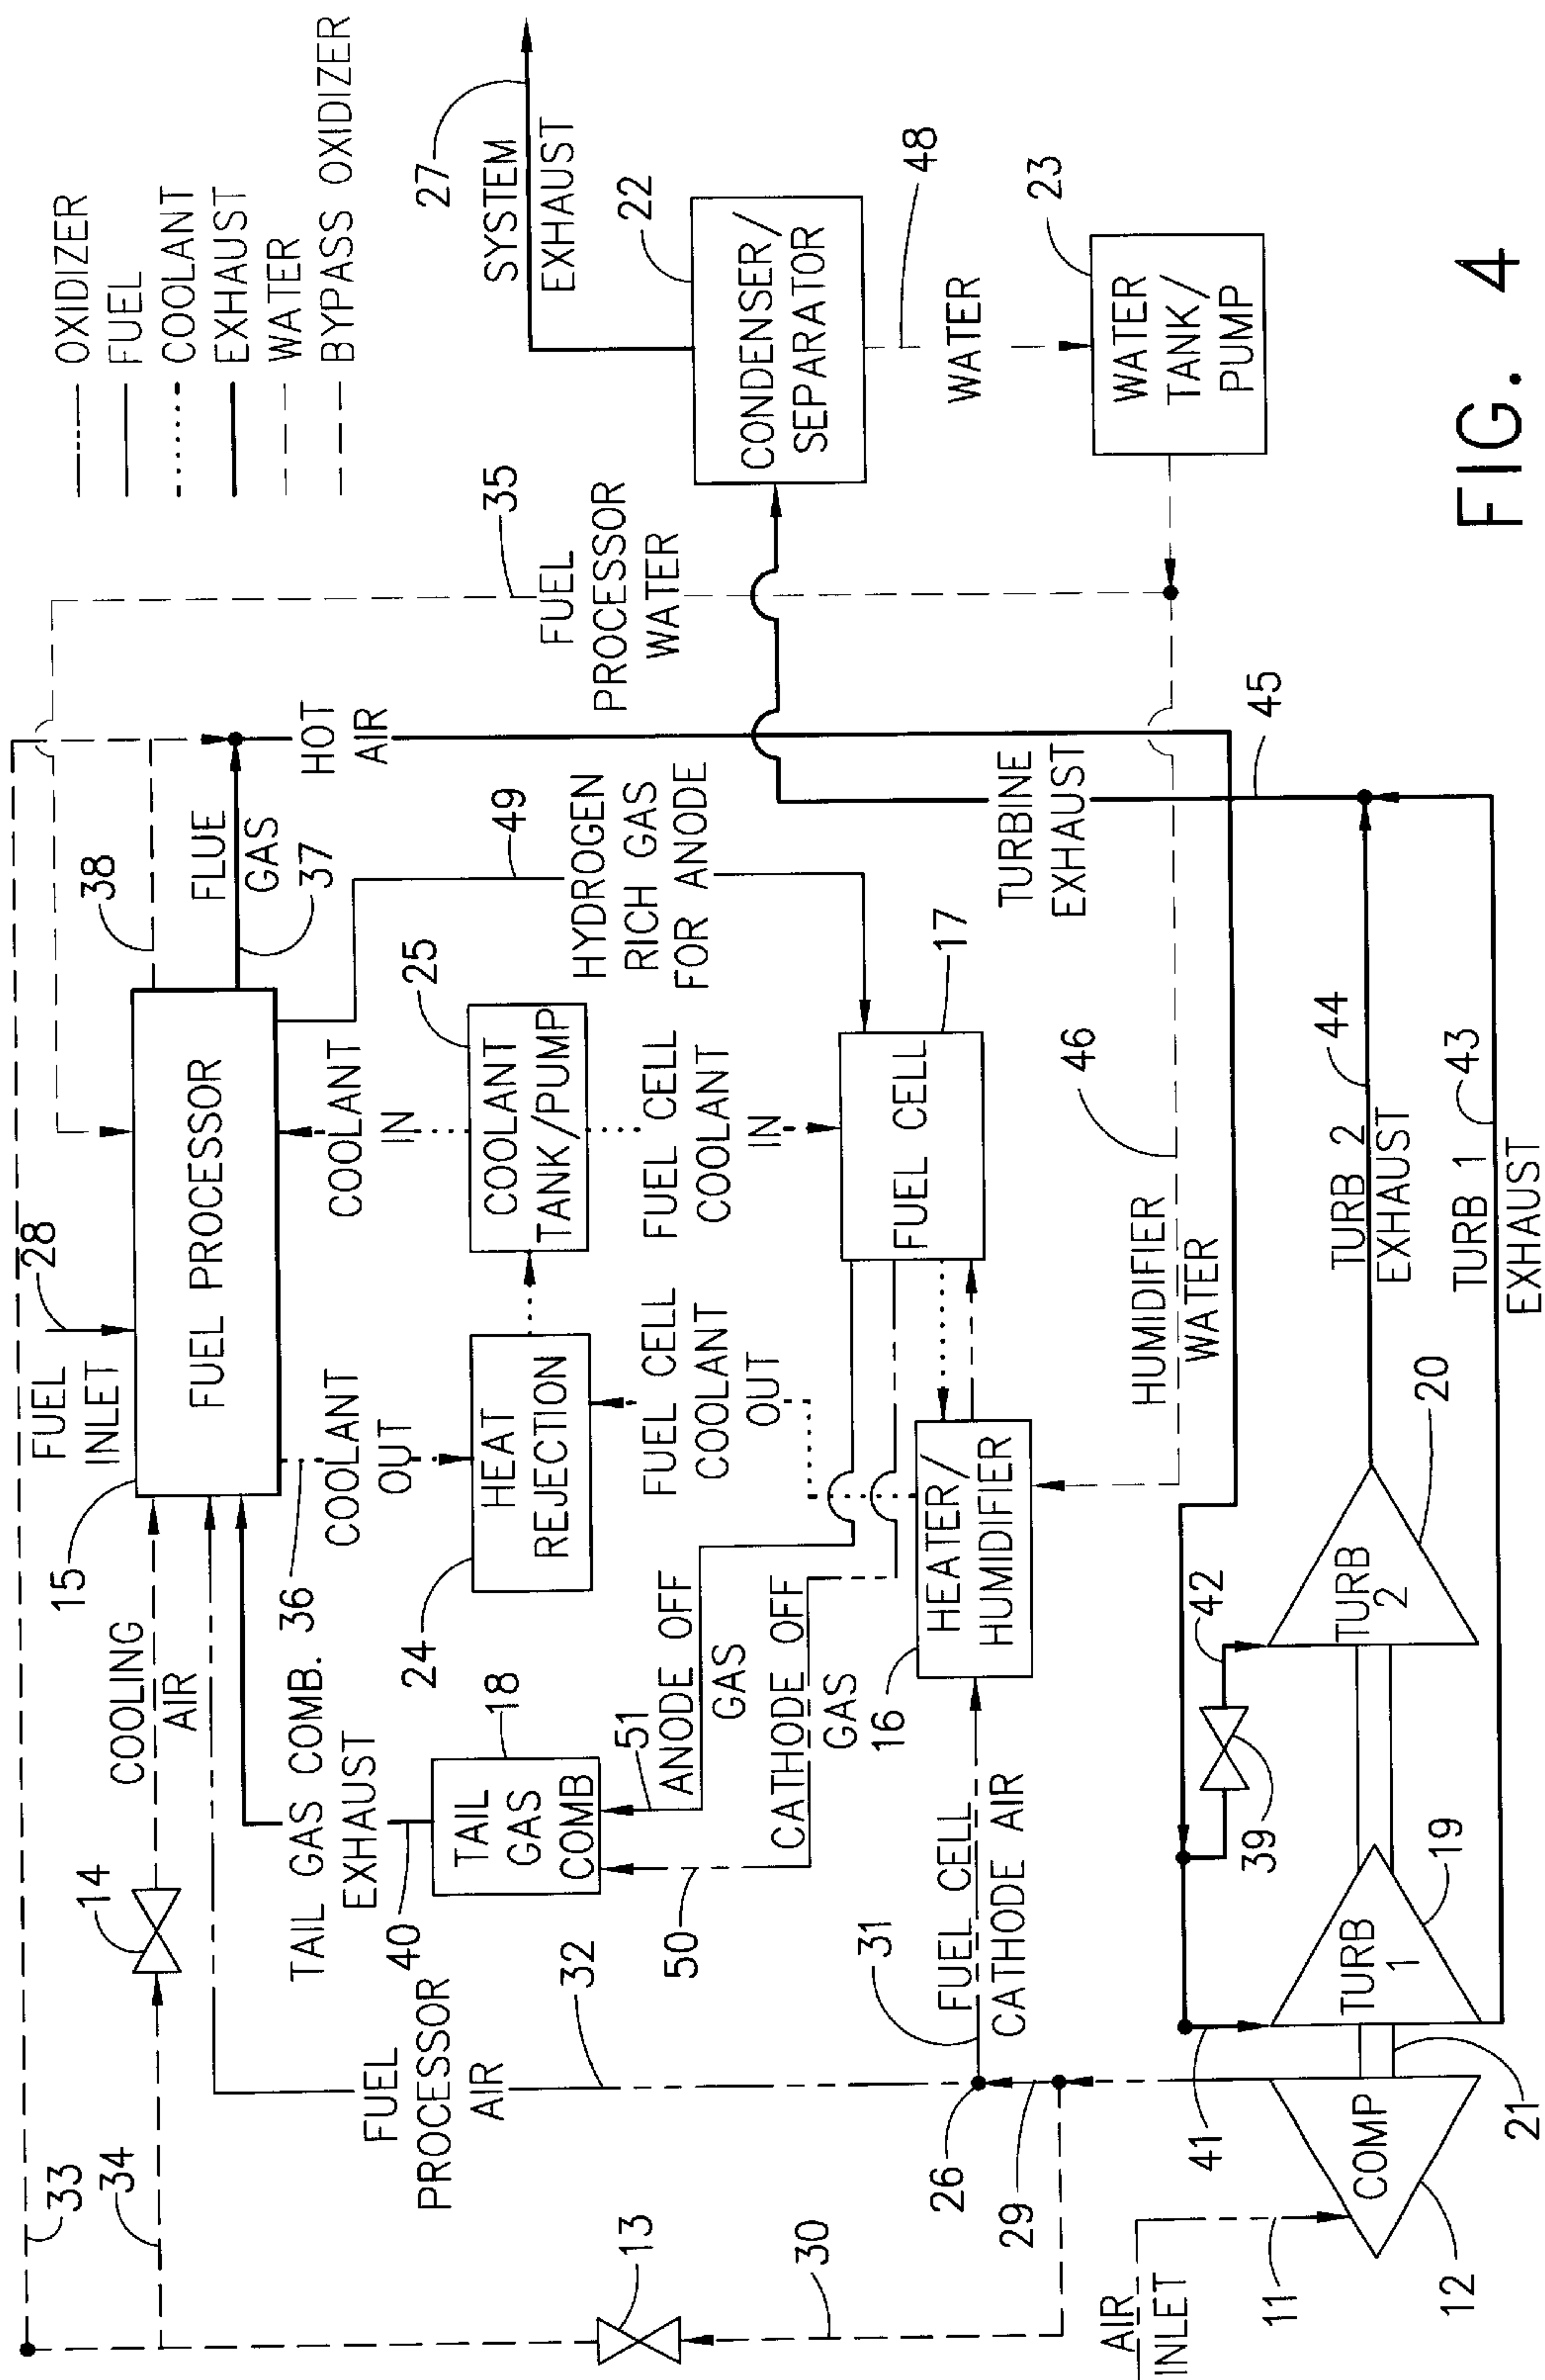 OXIDIZER
FUEL
COOLANT
EXHAUST
WATER
BYPASS OXIDIZER
33
34
14
COOLING
AIR
15
FUEL
INLET
28
FUEL PROCESSOR
38
FLUE
GAS
37
HOT
AIR
35
FUEL
PROCESSOR
WATER
27
SYSTEM
EXHAUST
FUEL
PROCESSOR
AIR
32
TAIL GAS COMB.
EXHAUST
40
36
COOLANT
OUT
COOLANT
IN
49
HYDROGEN
RICH GAS
FOR ANODE
24
HEAT
REJECTION
25
COOLANT
TANK/PUMP
22
CONDENSER/
SEPARATOR
13
30
18
TAIL
GAS
COMB
50
51
ANODE OFF
GAS
CATHODE OFF
GAS
FUEL CELL
COOLANT
OUT
FUEL CELL
COOLANT
IN
17
FUEL CELL
WATER
48
23
WATER
TANK/
PUMP
26
29
31
FUEL CELL
CATHODE AIR
16
HEATER/
HUMIDIFIER
HUMIDIFIER
WATER
46
TURBINE
EXHAUST
45
AIR
INLET
11
12
COMP
41
21
TURB
1
19
39
42
TURB
2
20
TURB 2
EXHAUST
44
TURB 1
EXHAUST
43
FIG. 4